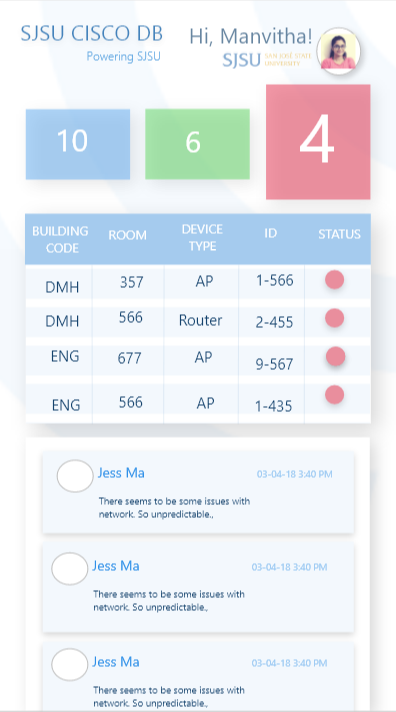 SJSU CISCO DB
Powering SJSU
Hi, Manvitha!
SJSU SAN JOSÉ STATE
UNIVERSITY
10
6
4
BUILDING
CODE
ROOM
DEVICE
TYPE
ID
STATUS
DMH 357 AP 1-566
DMH 566 Router 2-455
ENG 677 AP 9-567
ENG 566 AP 1-435
Jess Ma 03-04-18 3:40 PM
There seems to be some issues with
network. So unpredictable.,
Jess Ma 03-04-18 3:40 PM
There seems to be some issues with
network. So unpredictable.,
Jess Ma 03-04-18 3:40 PM
There seems to be some issues with
network. So unpredictable.,